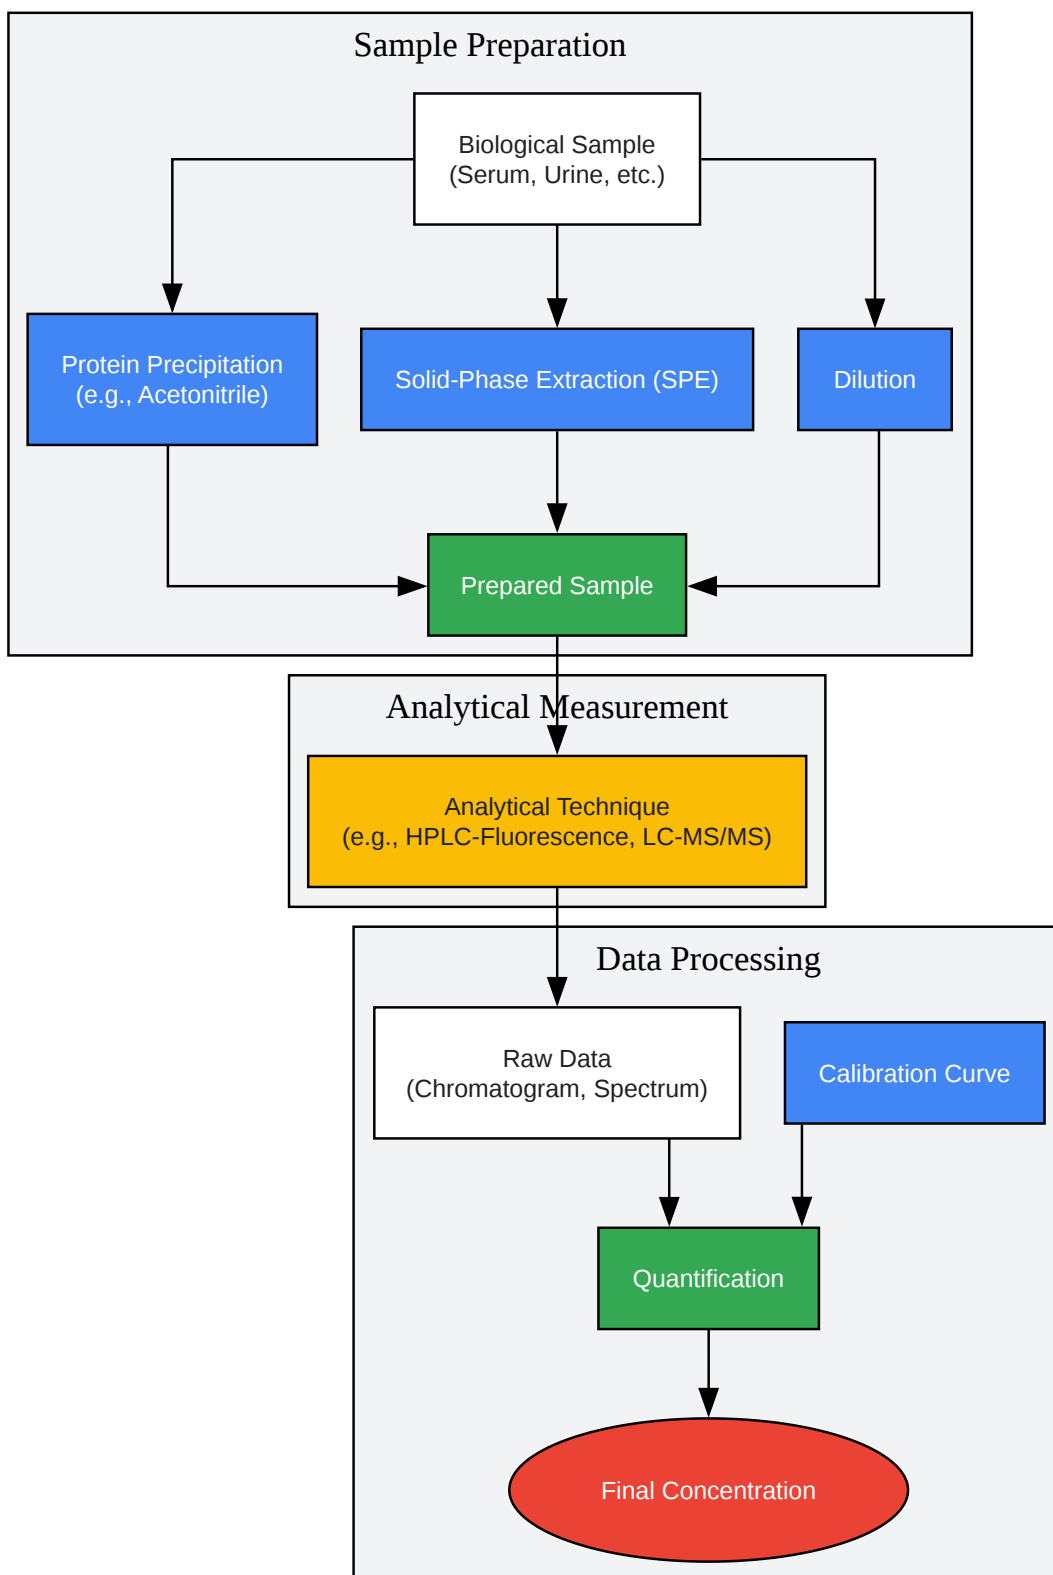 Sample Preparation
Biological Sample
(Serum, Urine, etc.)
Protein Precipitation
(e.g., Acetonitrile)
Solid-Phase Extraction (SPE)
Dilution
Prepared Sample
Analytical Measurement
Analytical Technique
(e.g., HPLC-Fluorescence, LC-MS/MS)
Data Processing
Raw Data
(Chromatogram, Spectrum)
Calibration Curve
Quantification
Final Concentration